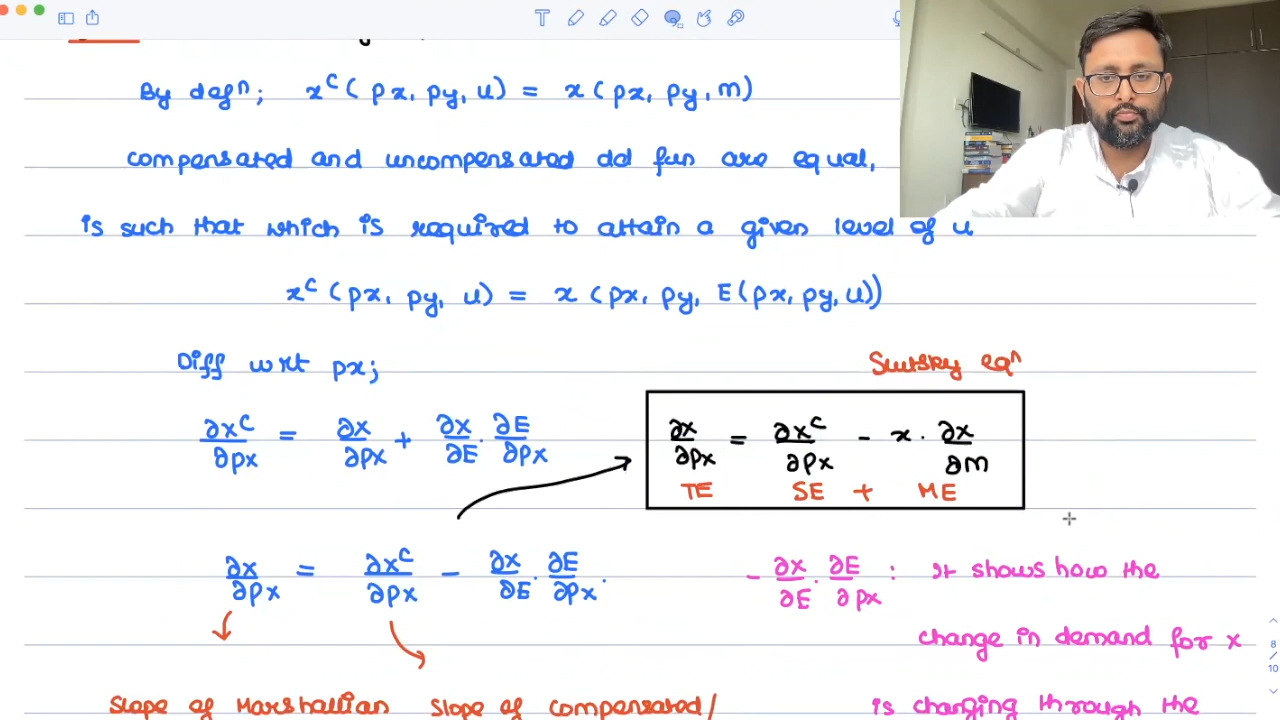 By defⁿ; xᶜ(px, py, u) = x(px, py, m)
compensated and uncompensated dd fun are equal,
is such that which is required to attain a given level of u
xᶜ(px, py, u) = x(px, py, E(px, py, u))
Diff wrt px;
Slutsky eqⁿ
∂xᶜ/∂px = ∂x/∂px + ∂x/∂E · ∂E/∂px
∂x/∂px = ∂xᶜ/∂px - x · ∂x/∂m
TE SE + ME
∂x/∂px = ∂xᶜ/∂px - ∂x/∂E · ∂E/∂px ·
- ∂x/∂E · ∂E/∂px : It shows how the
change in demand for x
is changing through the
Slope of Marshallian
Slope of compensated/
8
/
10